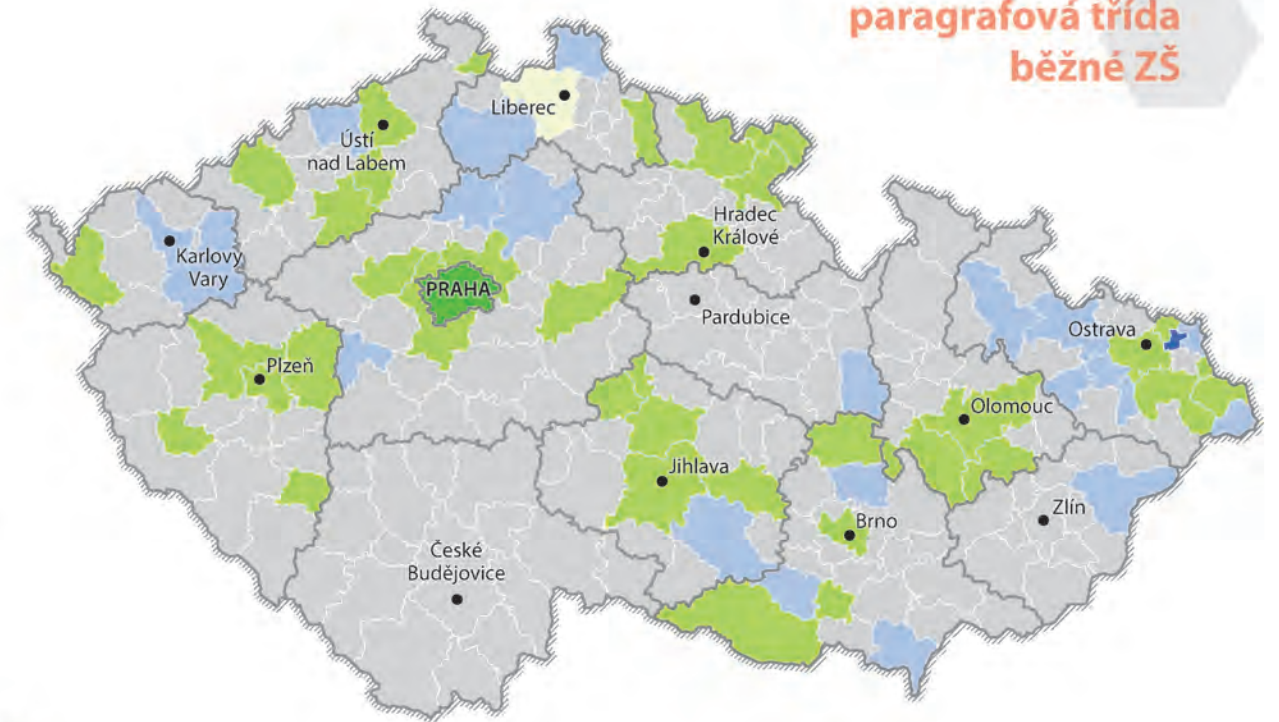 paragrafová třída
běžné ZŠ
Liberec
Ústí
nad Labem
Hradec
Králové
Karlovy
Vary
PRAHA
Pardubice
Ostrava
Plzeň
Olomouc
Jihlava
Zlín
Brno
České
Budějovice